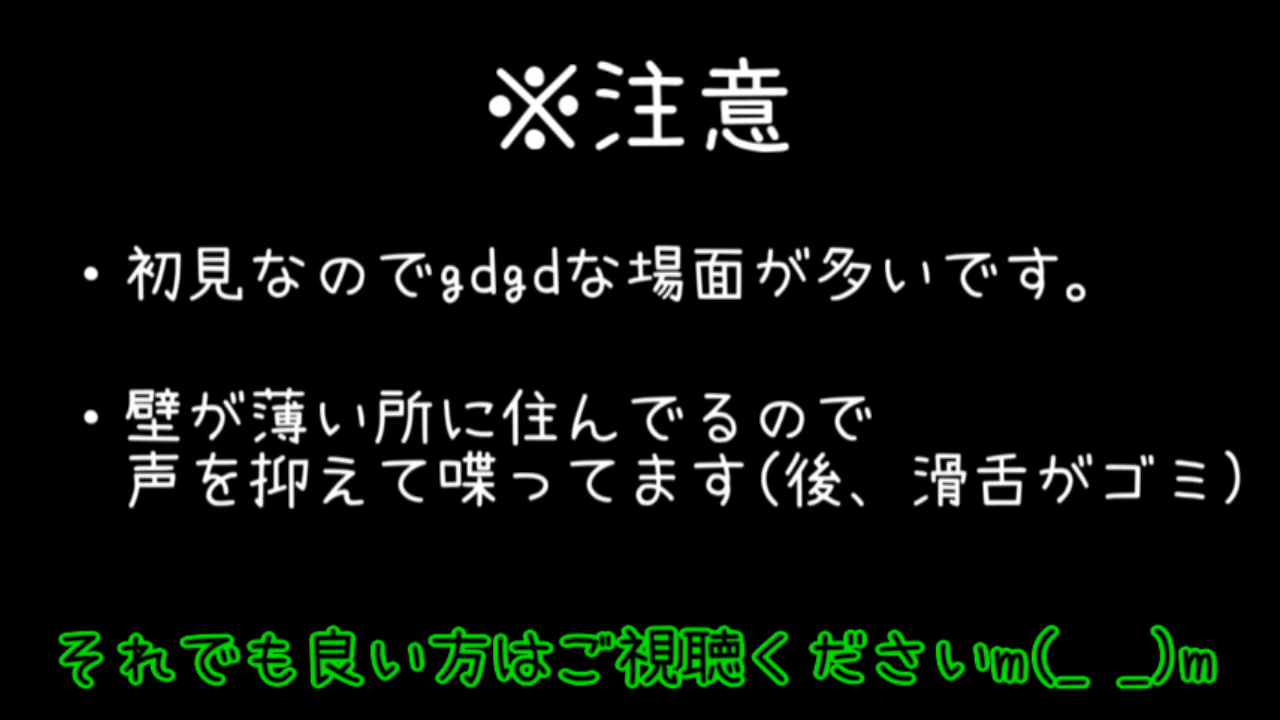 ※注意
・初見なのでgdgdな場面が多いです。
・壁が薄い所に住んでるので
声を抑えて喋ってます(後、滑舌がゴミ)
それでも良い方はご視聴くださいm(_ _)m